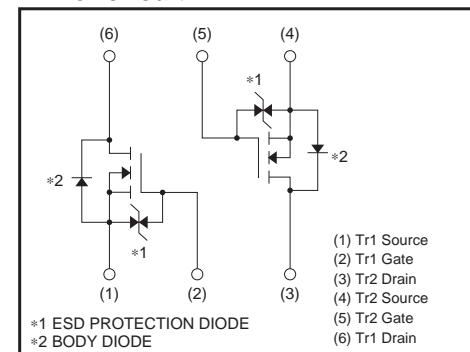 (6) (5) (4)
*1
*2 *2
*1
(1) (2) (3)
(1) Tr1 Source
(2) Tr1 Gate
(3) Tr2 Drain
(4) Tr2 Source
(5) Tr2 Gate
(6) Tr1 Drain
*1 ESD PROTECTION DIODE
*2 BODY DIODE